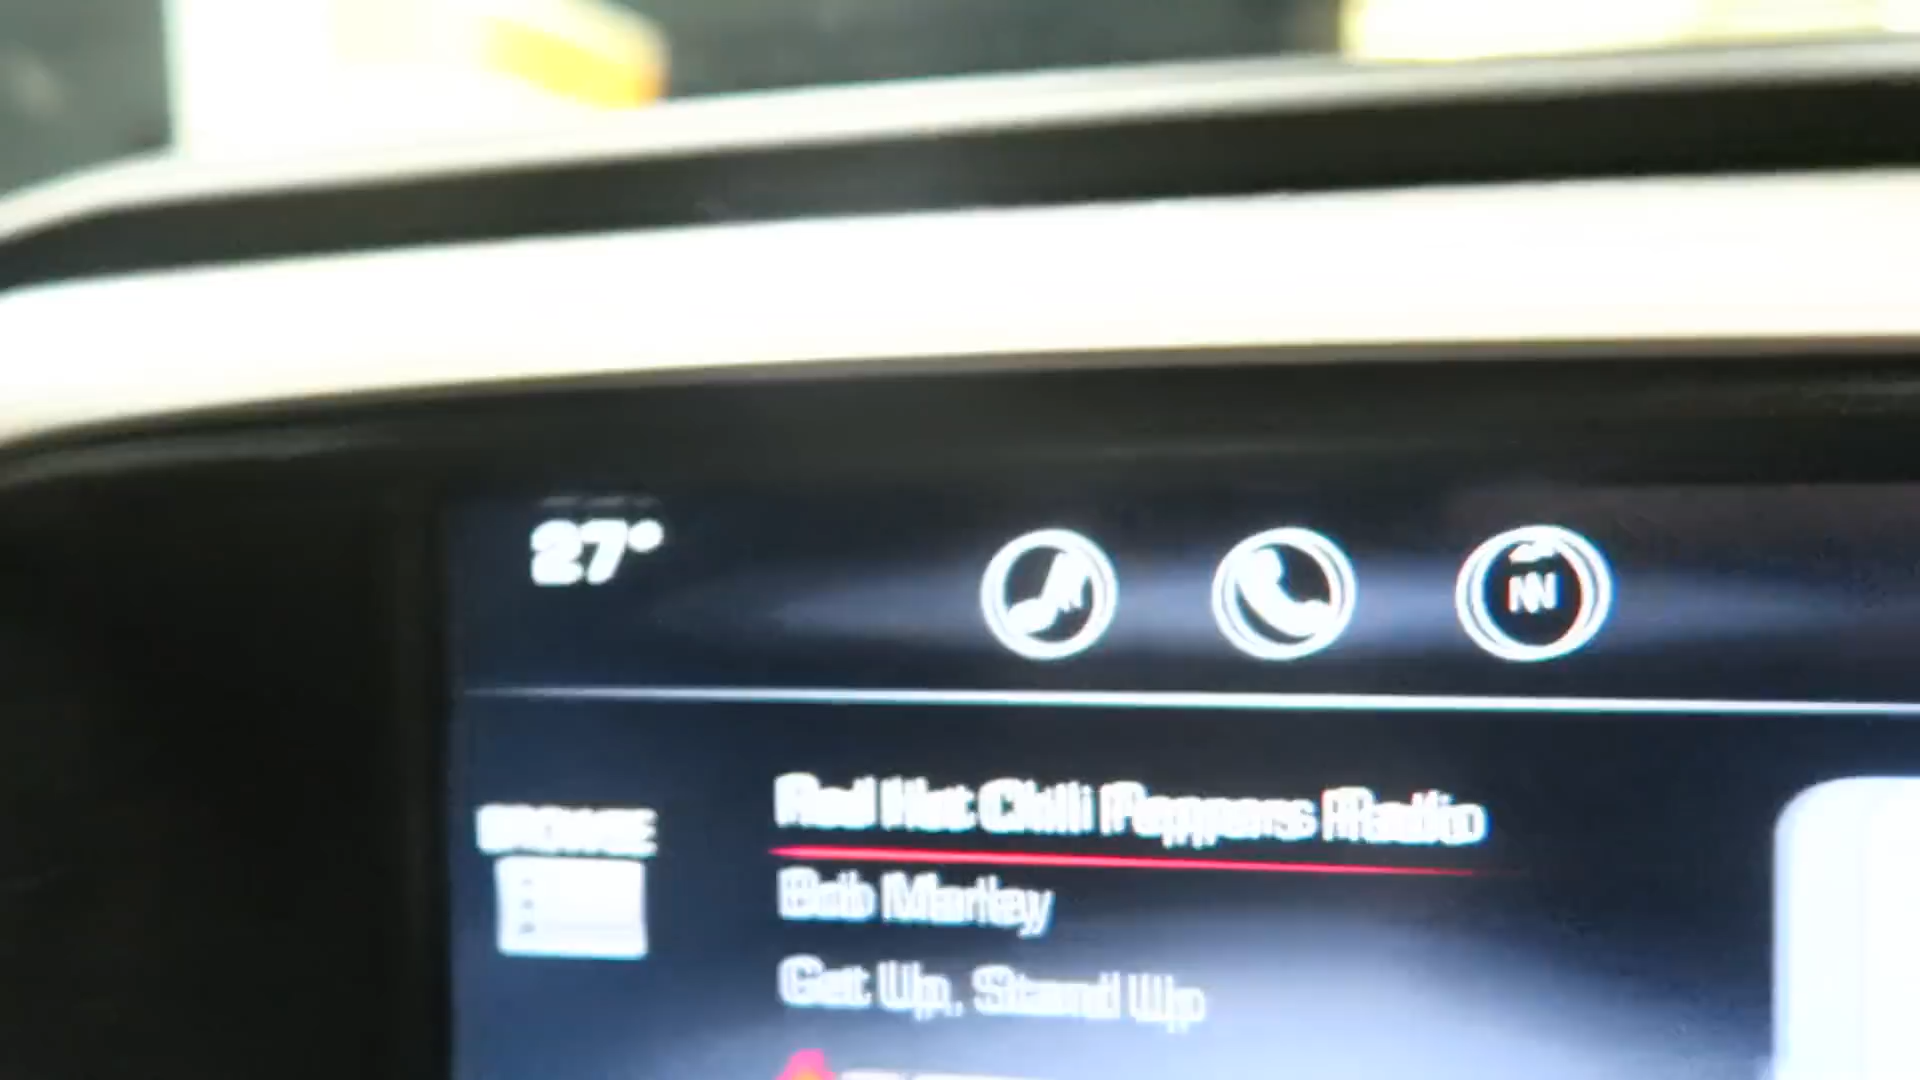 27°
BROWSE
Red Hot Chili Peppers Radio
Bob Marley
Get Up, Stand Up